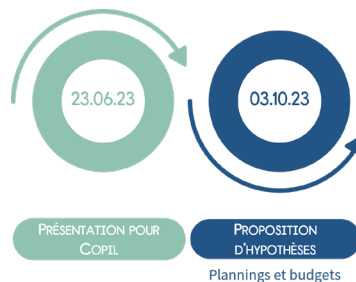 23.06.23
03.10.23
PRÉSENTATION POUR
COPIL
PROPOSITION
D'HYPOTHÈSES
Plannings et budgets